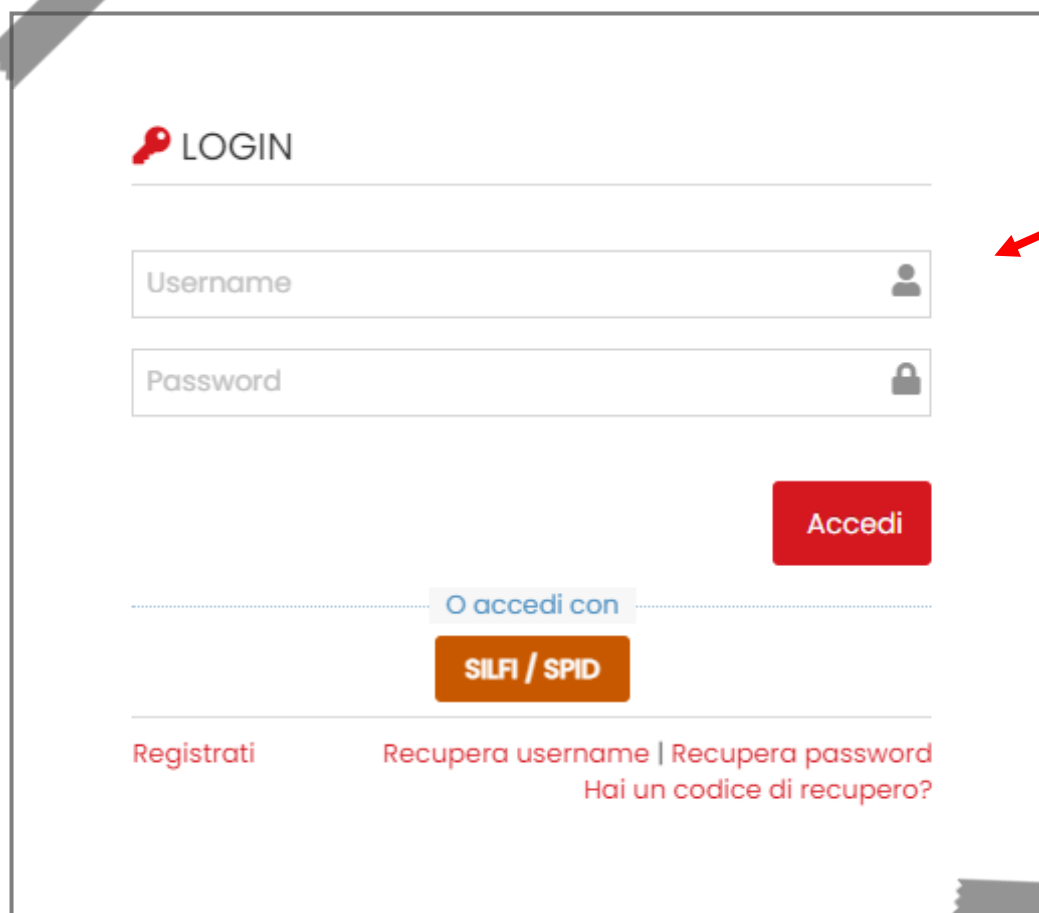 LOGIN
Username
Password
Accedi
O accedi con
SILFI / SPID
Registrati Recupera username | Recupera password
Hai un codice di recupero?